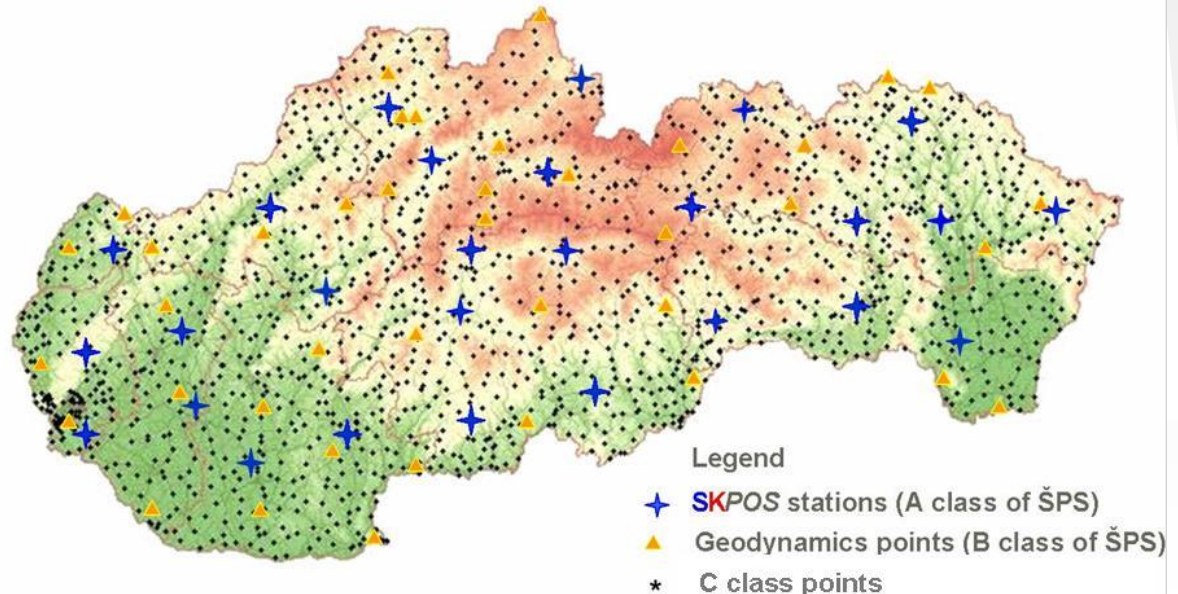 Legend
SKPOS stations (A class of ŠPS)
Geodynamics points (B class of ŠPS)
C class points